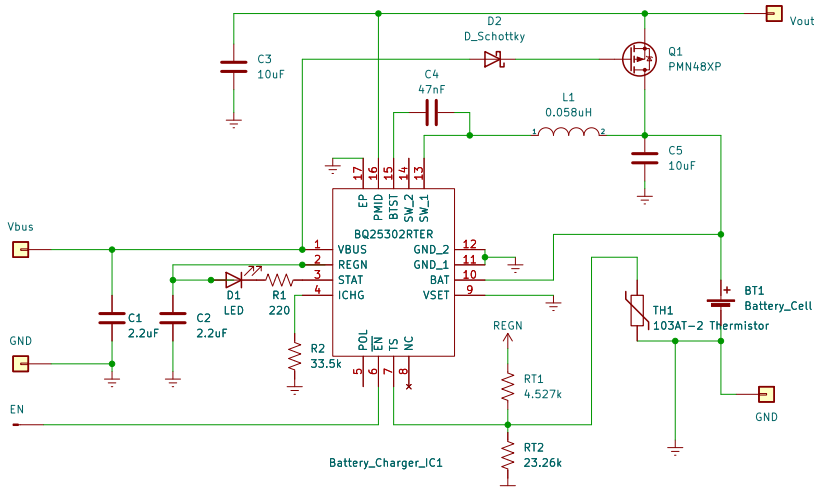 D2
D_Schottky
Vout
C3
10uF
Q1
PMN48XP
C4
47nF
L1
0.058uH
1
2
C5
10uF
17
16
15
14
13
EP
PMID
BTST
SW_2
SW_1
BQ25302RTER
Vbus
1
VBUS
2
REGN
3
STAT
4
ICHG
GND_2
12
GND_1
11
BAT
10
VSET
9
D1
LED
R1
220
C1
2.2uF
C2
2.2uF
BT1
Battery_Cell
+
TH1
103AT-2 Thermistor
GND
R2
33.5k
POL
EN
TS
NC
5
6
7
8
REGN
RT1
4.527k
GND
EN
RT2
23.26k
Battery_Charger_IC1